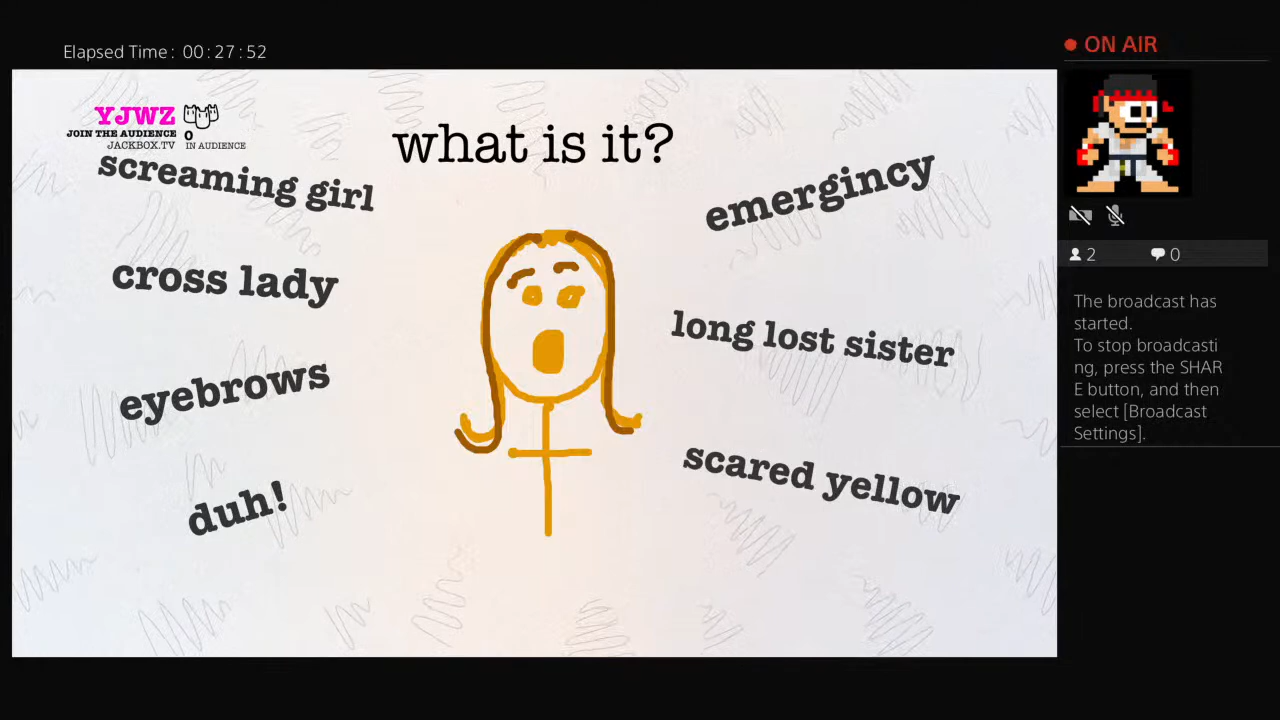 Elapsed Time: 00:27:52
ON AIR
YJWZ
JOIN THE AUDIENCE 0
JACKBOX.TV IN AUDIENCE
what is it?
screaming girl
cross lady
eyebrows
duh!
emergincy
long lost sister
scared yellow
2
0
The broadcast has
started.
To stop broadcasti
ng, press the SHAR
E button, and then
select [Broadcast
Settings].